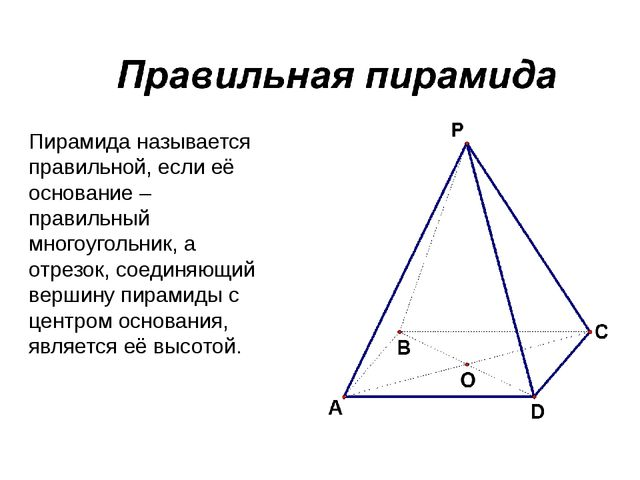 Правильная пирамида
Пирамида называется
правильной, если её
основание –
правильный
многоугольник, а
отрезок, соединяющий
вершину пирамиды с
центром основания,
является её высотой.
P
B
C
O
A
D